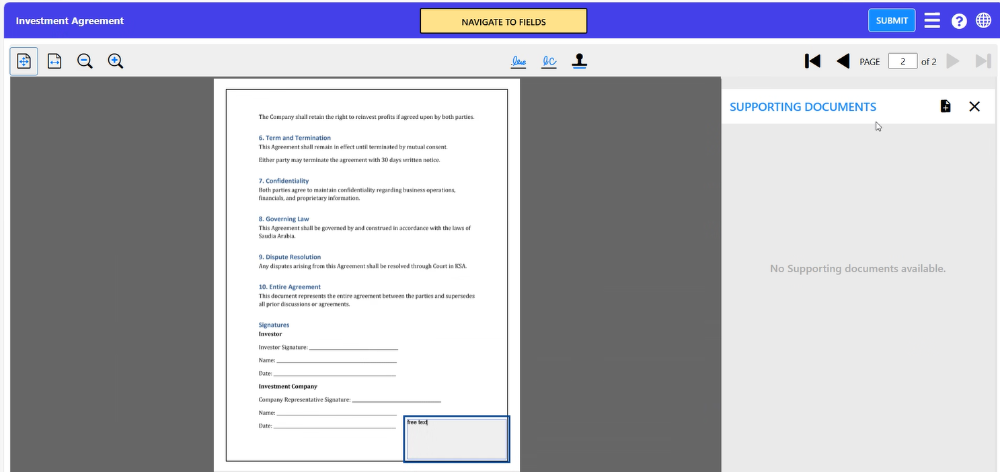 Investment Agreement
NAVIGATE TO FIELDS
SUBMIT
PAGE 2 of 2
The Company shall retain the right to reinvest profits if agreed upon by both parties.
6. Term and Termination
This Agreement shall remain in effect until terminated by mutual consent.
Either party may terminate the agreement with 30 days written notice.
7. Confidentiality
Both parties agree to maintain confidentiality regarding business operations,
financials, and proprietary information.
8. Governing Law
This Agreement shall be governed by and construed in accordance with the laws of
Saudia Arabia.
9. Dispute Resolution
Any disputes arising from this Agreement shall be resolved through Court in KSA.
10. Entire Agreement
This document represents the entire agreement between the parties and supersedes
all prior discussions or agreements.
Signatures
Investor
Investor Signature:
Name:
Date:
Investment Company
Company Representative Signature:
Name:
Date:
free text
SUPPORTING DOCUMENTS
No Supporting documents available.